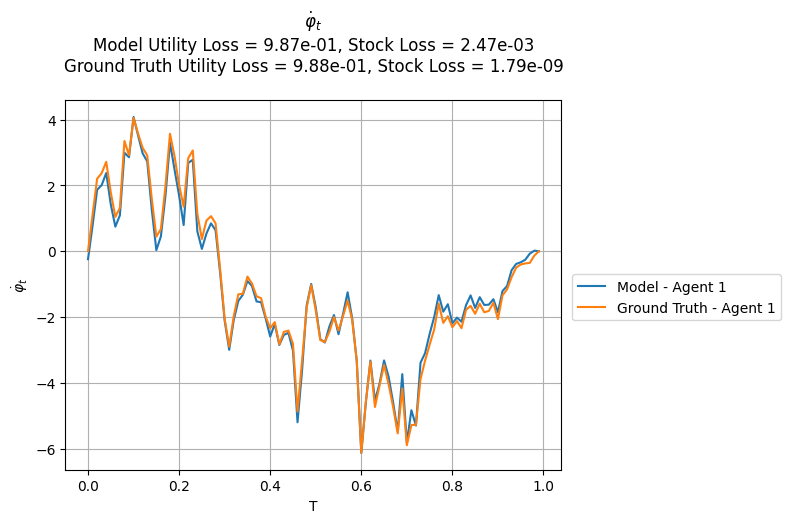 φ̇ₜ
Model Utility Loss = 9.87e-01, Stock Loss = 2.47e-03
Ground Truth Utility Loss = 9.88e-01, Stock Loss = 1.79e-09
4
2
0
−2
−4
−6
φ̇ₜ
0.0 0.2 0.4 0.6 0.8 1.0
T
Model - Agent 1
Ground Truth - Agent 1